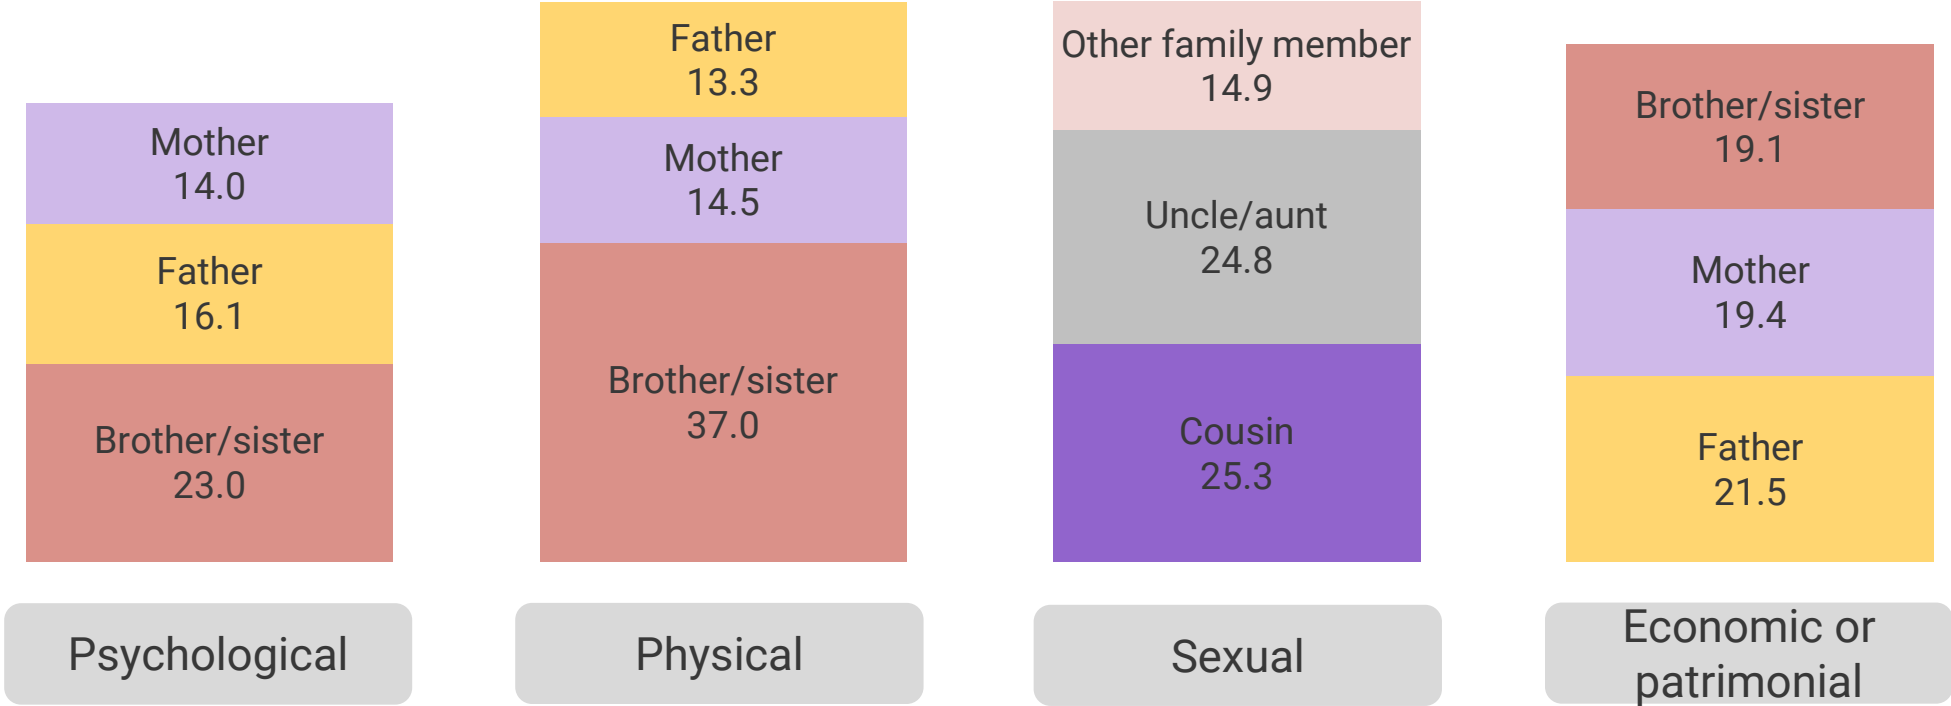 Mother
14.0
Father
16.1
Brother/sister
23.0
Psychological
Father
13.3
Mother
14.5
Brother/sister
37.0
Physical
Other family member
14.9
Uncle/aunt
24.8
Cousin
25.3
Sexual
Brother/sister
19.1
Mother
19.4
Father
21.5
Economic or
patrimonial